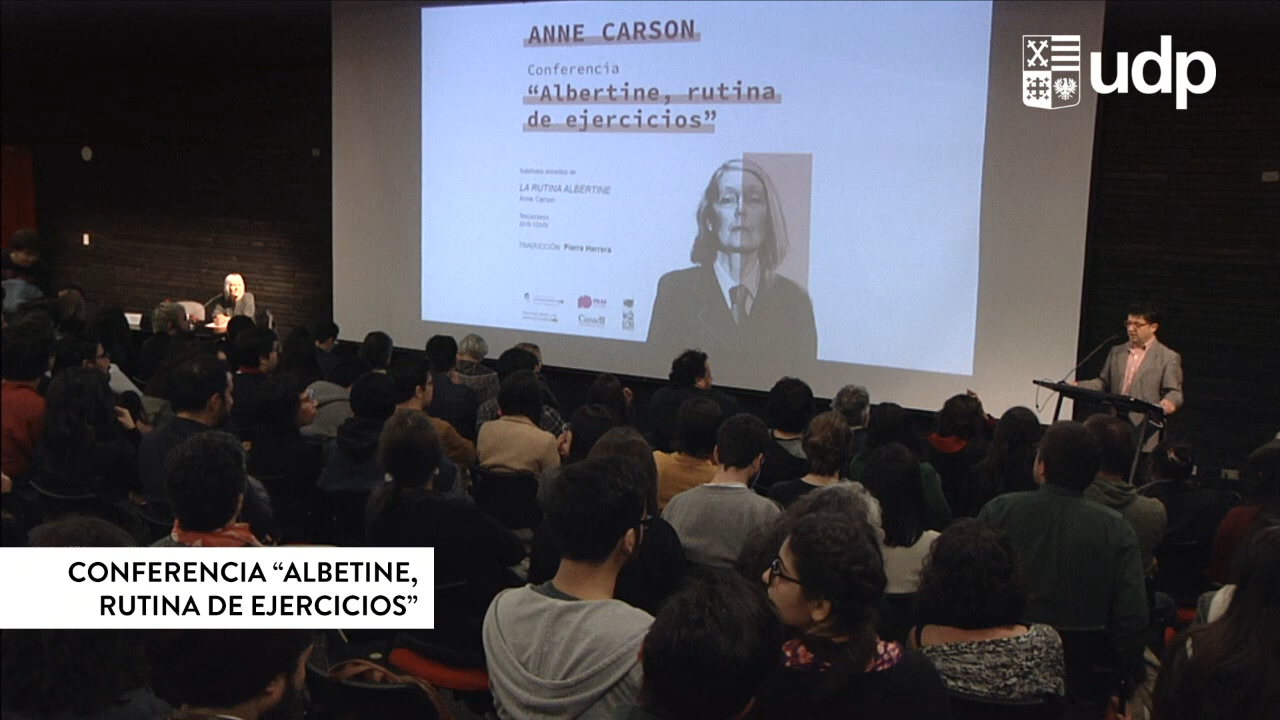 ANNE CARSON
Conferencia
“Albertine, rutina
de ejercicios”
LA RUTINA ALBERTINE
Anne Carson
TRADUCCIÓN Pierre Herrera
Canada
udp
CONFERENCIA “ALBETINE,
RUTINA DE EJERCICIOS”